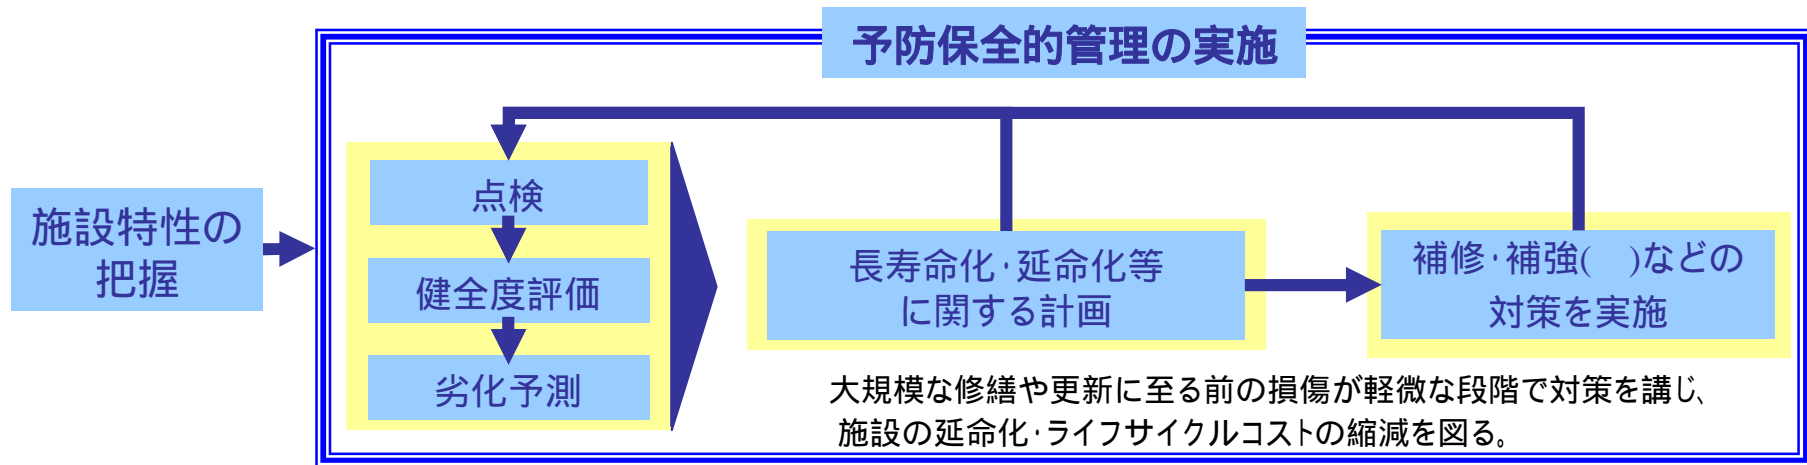 予防保全的管理の実施
施設特性の
把握
点検
健全度評価
劣化予測
長寿命化・延命化等
に関する計画
補修・補強(　)などの
対策を実施
大規模な修繕や更新に至る前の損傷が軽微な段階で対策を講じ、
施設の延命化・ライフサイクルコストの縮減を図る。